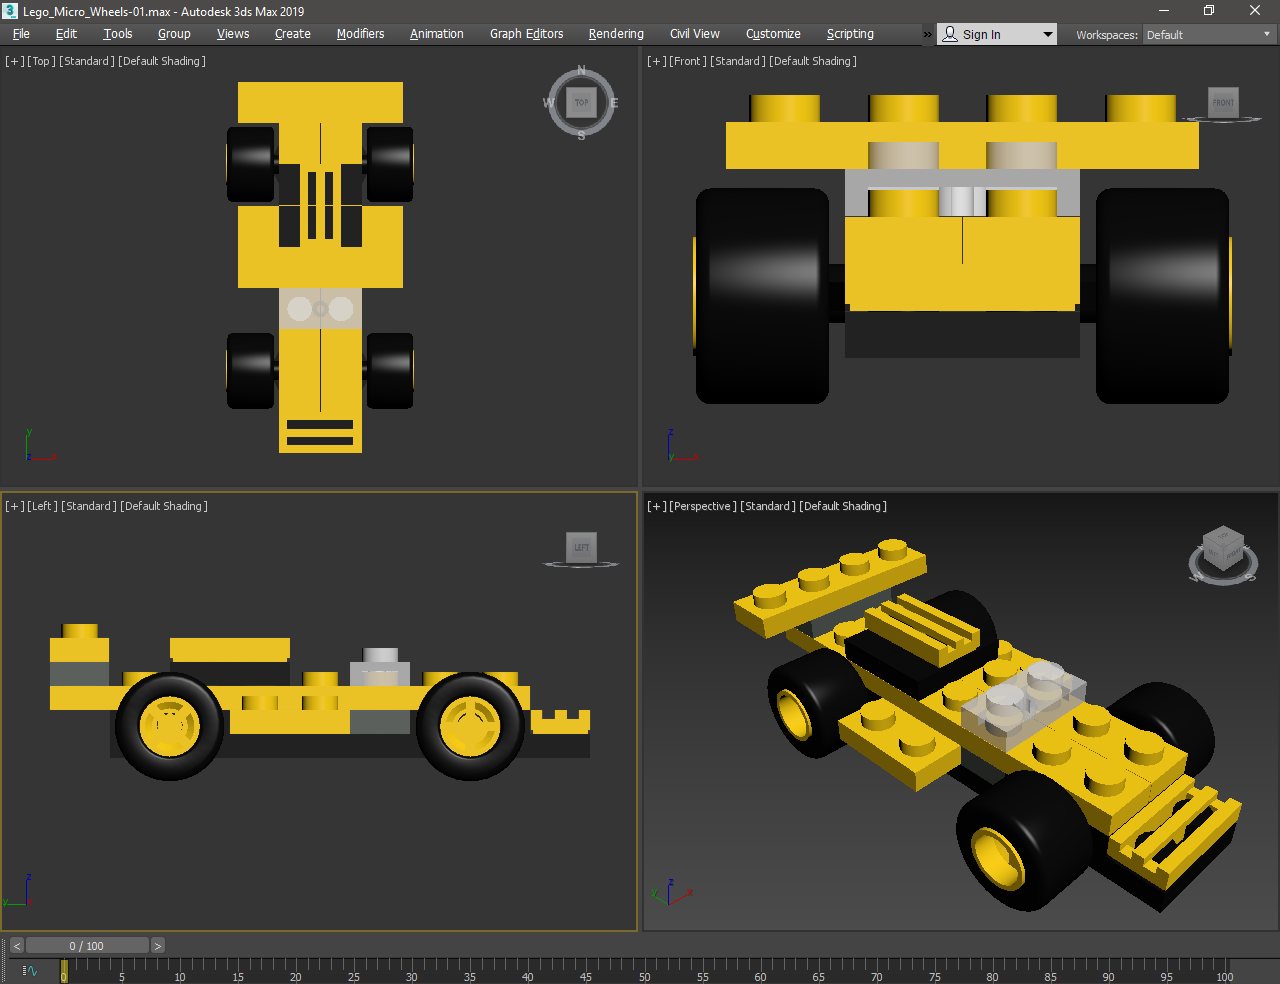 3 Lego_Micro_Wheels-01.max - Autodesk 3ds Max 2019
File Edit Tools Group Views Create Modifiers Animation Graph Editors Rendering Civil View Customize Scripting » Sign In Workspaces: Default
[+] [Top] [Standard] [Default Shading]
N
W TOP E
S
y
z x
[+] [Front] [Standard] [Default Shading]
FRONT
z
y x
[+] [Left] [Standard] [Default Shading]
LEFT
z
y x
[+] [Perspective] [Standard] [Default Shading]
W S
z
y x
< 0 / 100 >
0 5 10 15 20 25 30 35 40 45 50 55 60 65 70 75 80 85 90 95 100